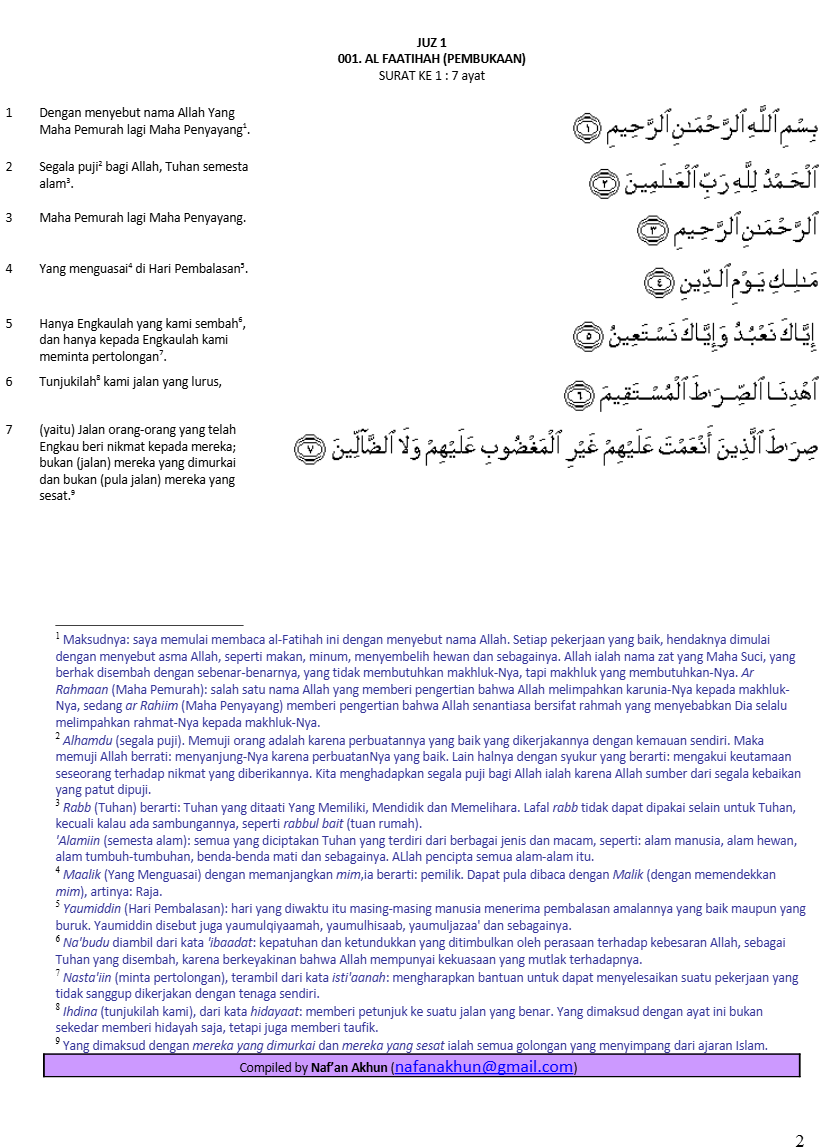 JUZ 1
001. AL FAATIHAH (PEMBUKAAN)
SURAT KE 1 : 7 ayat
1 Dengan menyebut nama Allah Yang
Maha Pemurah lagi Maha Penyayang¹.
بِسْمِ ٱللَّهِ ٱلرَّحْمَـٰنِ ٱلرَّحِيمِ ﴿١﴾
2 Segala puji² bagi Allah, Tuhan semesta
alam³.
ٱلْحَمْدُ لِلَّهِ رَبِّ ٱلْعَـٰلَمِينَ ﴿٢﴾
3 Maha Pemurah lagi Maha Penyayang.
ٱلرَّحْمَـٰنِ ٱلرَّحِيمِ ﴿٣﴾
4 Yang menguasai⁴ di Hari Pembalasan⁵.
مَـٰلِكِ يَوْمِ ٱلدِّينِ ﴿٤﴾
5 Hanya Engkaulah yang kami sembah⁶,
dan hanya kepada Engkaulah kami
meminta pertolongan⁷.
إِيَّاكَ نَعْبُدُ وَإِيَّاكَ نَسْتَعِينُ ﴿٥﴾
6 Tunjukilah⁸ kami jalan yang lurus,
ٱهْدِنَا ٱلصِّرَٰطَ ٱلْمُسْتَقِيمَ ﴿٦﴾
7 (yaitu) Jalan orang-orang yang telah
Engkau beri nikmat kepada mereka;
bukan (jalan) mereka yang dimurkai
dan bukan (pula jalan) mereka yang
sesat.⁹
صِرَٰطَ ٱلَّذِينَ أَنْعَمْتَ عَلَيْهِمْ غَيْرِ ٱلْمَغْضُوبِ عَلَيْهِمْ وَلَا ٱلضَّآلِّينَ ﴿٧﴾
¹ Maksudnya: saya memulai membaca al-Fatihah ini dengan menyebut nama Allah. Setiap pekerjaan yang baik, hendaknya dimulai
dengan menyebut asma Allah, seperti makan, minum, menyembelih hewan dan sebagainya. Allah ialah nama zat yang Maha Suci, yang
berhak disembah dengan sebenar-benarnya, yang tidak membutuhkan makhluk-Nya, tapi makhluk yang membutuhkan-Nya. Ar
Rahmaan (Maha Pemurah): salah satu nama Allah yang memberi pengertian bahwa Allah melimpahkan karunia-Nya kepada makhluk-
Nya, sedang ar Rahiim (Maha Penyayang) memberi pengertian bahwa Allah senantiasa bersifat rahmah yang menyebabkan Dia selalu
melimpahkan rahmat-Nya kepada makhluk-Nya.
² Alhamdu (segala puji). Memuji orang adalah karena perbuatannya yang baik yang dikerjakannya dengan kemauan sendiri. Maka
memuji Allah berrati: menyanjung-Nya karena perbuatanNya yang baik. Lain halnya dengan syukur yang berarti: mengakui keutamaan
seseorang terhadap nikmat yang diberikannya. Kita menghadapkan segala puji bagi Allah ialah karena Allah sumber dari segala kebaikan
yang patut dipuji.
³ Rabb (Tuhan) berarti: Tuhan yang ditaati Yang Memiliki, Mendidik dan Memelihara. Lafal rabb tidak dapat dipakai selain untuk Tuhan,
kecuali kalau ada sambungannya, seperti rabbul bait (tuan rumah).
'Alamiin (semesta alam): semua yang diciptakan Tuhan yang terdiri dari berbagai jenis dan macam, seperti: alam manusia, alam hewan,
alam tumbuh-tumbuhan, benda-benda mati dan sebagainya. ALlah pencipta semua alam-alam itu.
⁴ Maalik (Yang Menguasai) dengan memanjangkan mim,ia berarti: pemilik. Dapat pula dibaca dengan Malik (dengan memendekkan
mim), artinya: Raja.
⁵ Yaumiddin (Hari Pembalasan): hari yang diwaktu itu masing-masing manusia menerima pembalasan amalannya yang baik maupun yang
buruk. Yaumiddin disebut juga yaumulqiyaamah, yaumulhisaab, yaumuljazaa' dan sebagainya.
⁶ Na'budu diambil dari kata 'ibaadat: kepatuhan dan ketundukkan yang ditimbulkan oleh perasaan terhadap kebesaran Allah, sebagai
Tuhan yang disembah, karena berkeyakinan bahwa Allah mempunyai kekuasaan yang mutlak terhadapnya.
⁷ Nasta'iin (minta pertolongan), terambil dari kata isti'aanah: mengharapkan bantuan untuk dapat menyelesaikan suatu pekerjaan yang
tidak sanggup dikerjakan dengan tenaga sendiri.
⁸ Ihdina (tunjukilah kami), dari kata hidayaat: memberi petunjuk ke suatu jalan yang benar. Yang dimaksud dengan ayat ini bukan
sekedar memberi hidayah saja, tetapi juga memberi taufik.
⁹ Yang dimaksud dengan mereka yang dimurkai dan mereka yang sesat ialah semua golongan yang menyimpang dari ajaran Islam.
Compiled by Naf'an Akhun (nafanakhun@gmail.com)
2